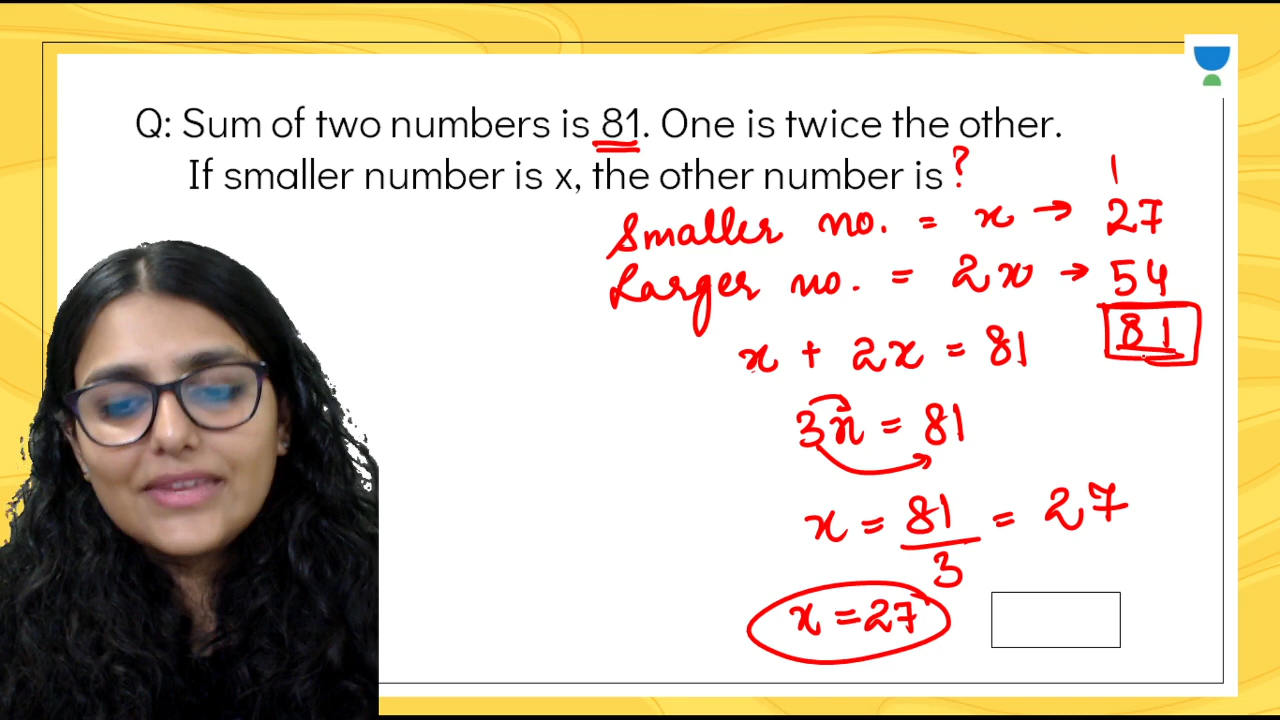 Q: Sum of two numbers is 81. One is twice the other.
If smaller number is x, the other number is ?
1
Smaller no. = x → 27
Larger no. = 2x → 54
81
x + 2x = 81
3x = 81
x = 81/3 = 27
x = 27